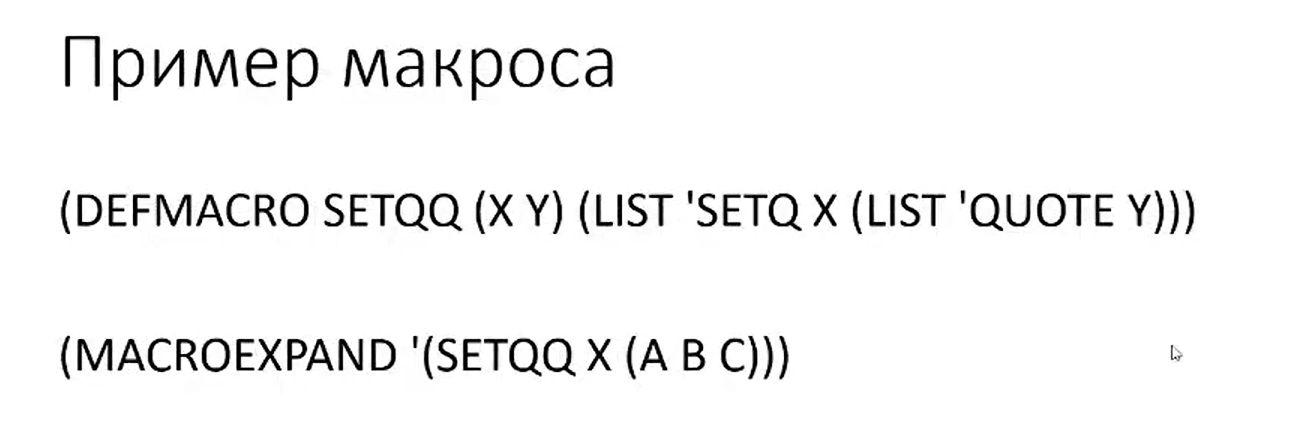 Пример макроса
(DEFMACRO SETQQ (X Y) (LIST 'SETQ X (LIST 'QUOTE Y)))
(MACROEXPAND '(SETQQ X (A B C)))